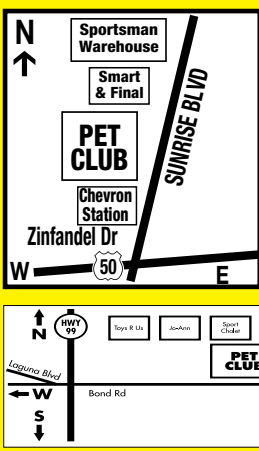 N
Sportsman
Warehouse
Smart
& Final
PET
CLUB
SUNRISE BLVD
Chevron
Station
Zinfandel Dr
W
50
E
N
HWY
99
Toys R Us
Jo-Ann
Sport
Chalet
PET
CLUB
Laguna Blvd
W
Bond Rd
S